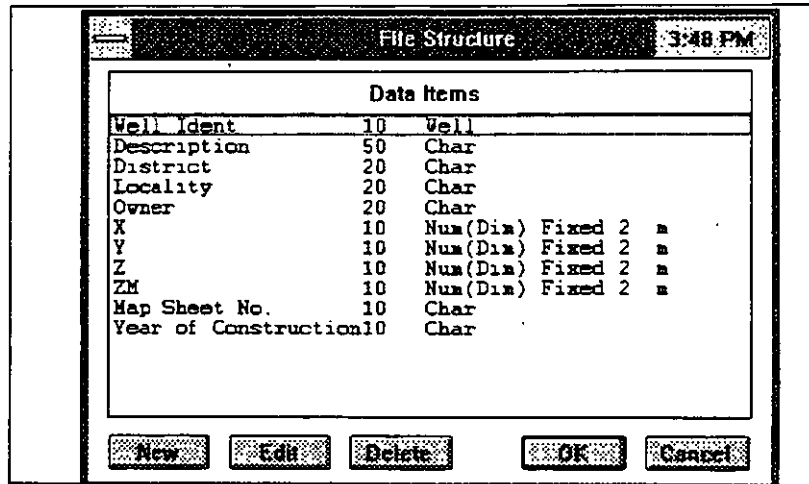 File Structure 3:48 PM
Data Items
Well Ident 10 Well
Description 50 Char
District 20 Char
Locality 20 Char
Owner 20 Char
X 10 Num(Dim) Fixed 2 m
Y 10 Num(Dim) Fixed 2 m
Z 10 Num(Dim) Fixed 2 m
ZM 10 Num(Dim) Fixed 2 m
Map Sheet No. 10 Char
Year of Construction10 Char
New Edit Delete OK Cancel